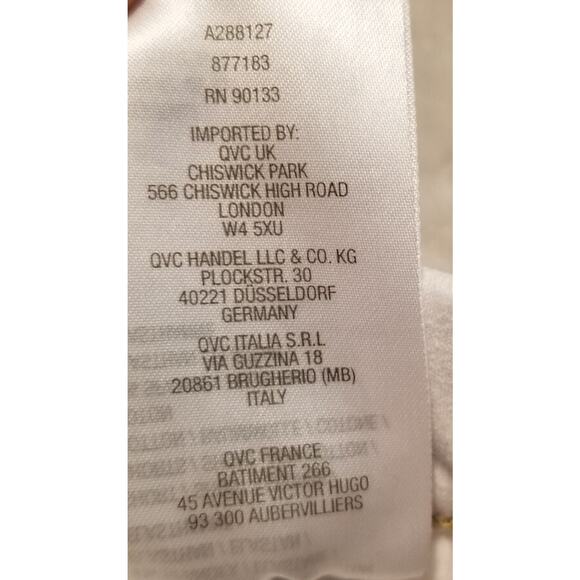 A288127
877183
RN 90133
IMPORTED BY:
QVC UK
CHISWICK PARK
566 CHISWICK HIGH ROAD
LONDON
W4 5XU
QVC HANDEL LLC & CO. KG
PLOCKSTR. 30
40221 DÜSSELDORF
GERMANY
QVC ITALIA S.R.L
VIA GUZZINA 18
20861 BRUGHERIO (MB)
ITALY
QVC FRANCE
BATIMENT 266
45 AVENUE VICTOR HUGO
93 300 AUBERVILLIERS